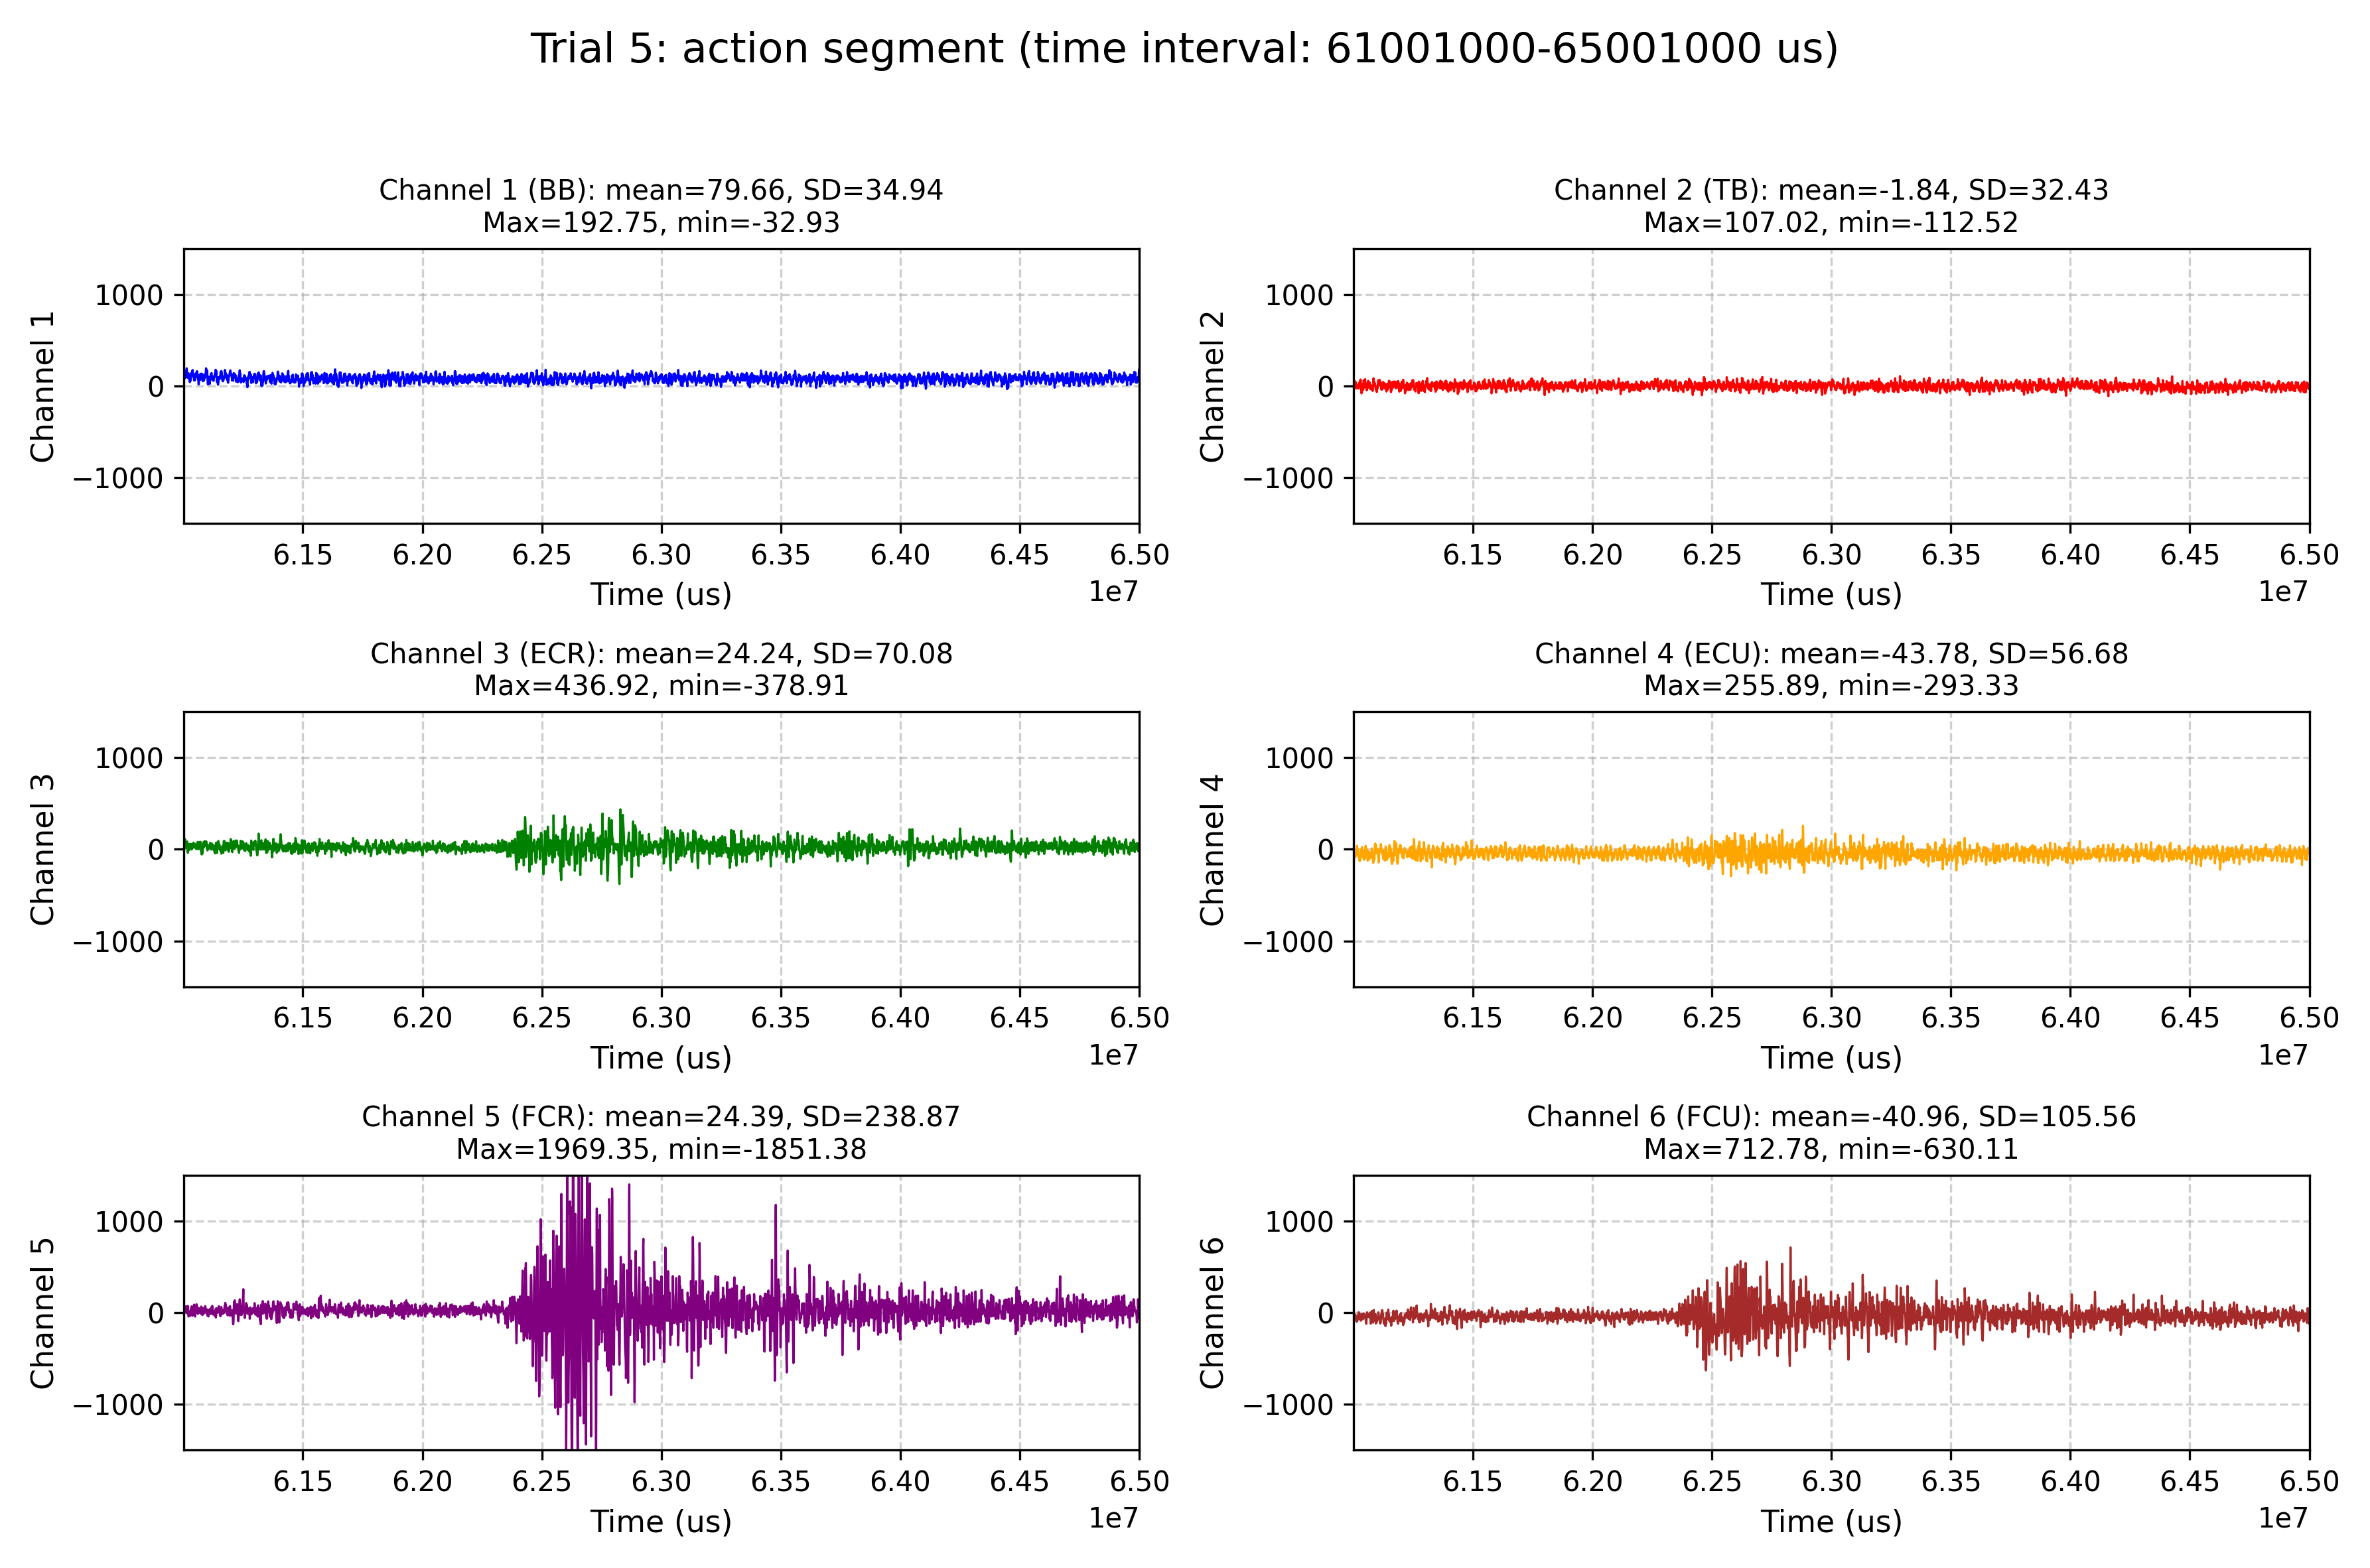 Trial 5: action segment (time interval: 61001000-65001000 us)
Channel 1 (BB): mean=79.66, SD=34.94
Max=192.75, min=-32.93
Channel 1
1000
0
−1000
6.15 6.20 6.25 6.30 6.35 6.40 6.45 6.50
Time (us)
1e7
Channel 2 (TB): mean=-1.84, SD=32.43
Max=107.02, min=-112.52
Channel 2
1000
0
−1000
6.15 6.20 6.25 6.30 6.35 6.40 6.45 6.50
Time (us)
1e7
Channel 3 (ECR): mean=24.24, SD=70.08
Max=436.92, min=-378.91
Channel 3
1000
0
−1000
6.15 6.20 6.25 6.30 6.35 6.40 6.45 6.50
Time (us)
1e7
Channel 4 (ECU): mean=-43.78, SD=56.68
Max=255.89, min=-293.33
Channel 4
1000
0
−1000
6.15 6.20 6.25 6.30 6.35 6.40 6.45 6.50
Time (us)
1e7
Channel 5 (FCR): mean=24.39, SD=238.87
Max=1969.35, min=-1851.38
Channel 5
1000
0
−1000
6.15 6.20 6.25 6.30 6.35 6.40 6.45 6.50
Time (us)
1e7
Channel 6 (FCU): mean=-40.96, SD=105.56
Max=712.78, min=-630.11
Channel 6
1000
0
−1000
6.15 6.20 6.25 6.30 6.35 6.40 6.45 6.50
Time (us)
1e7